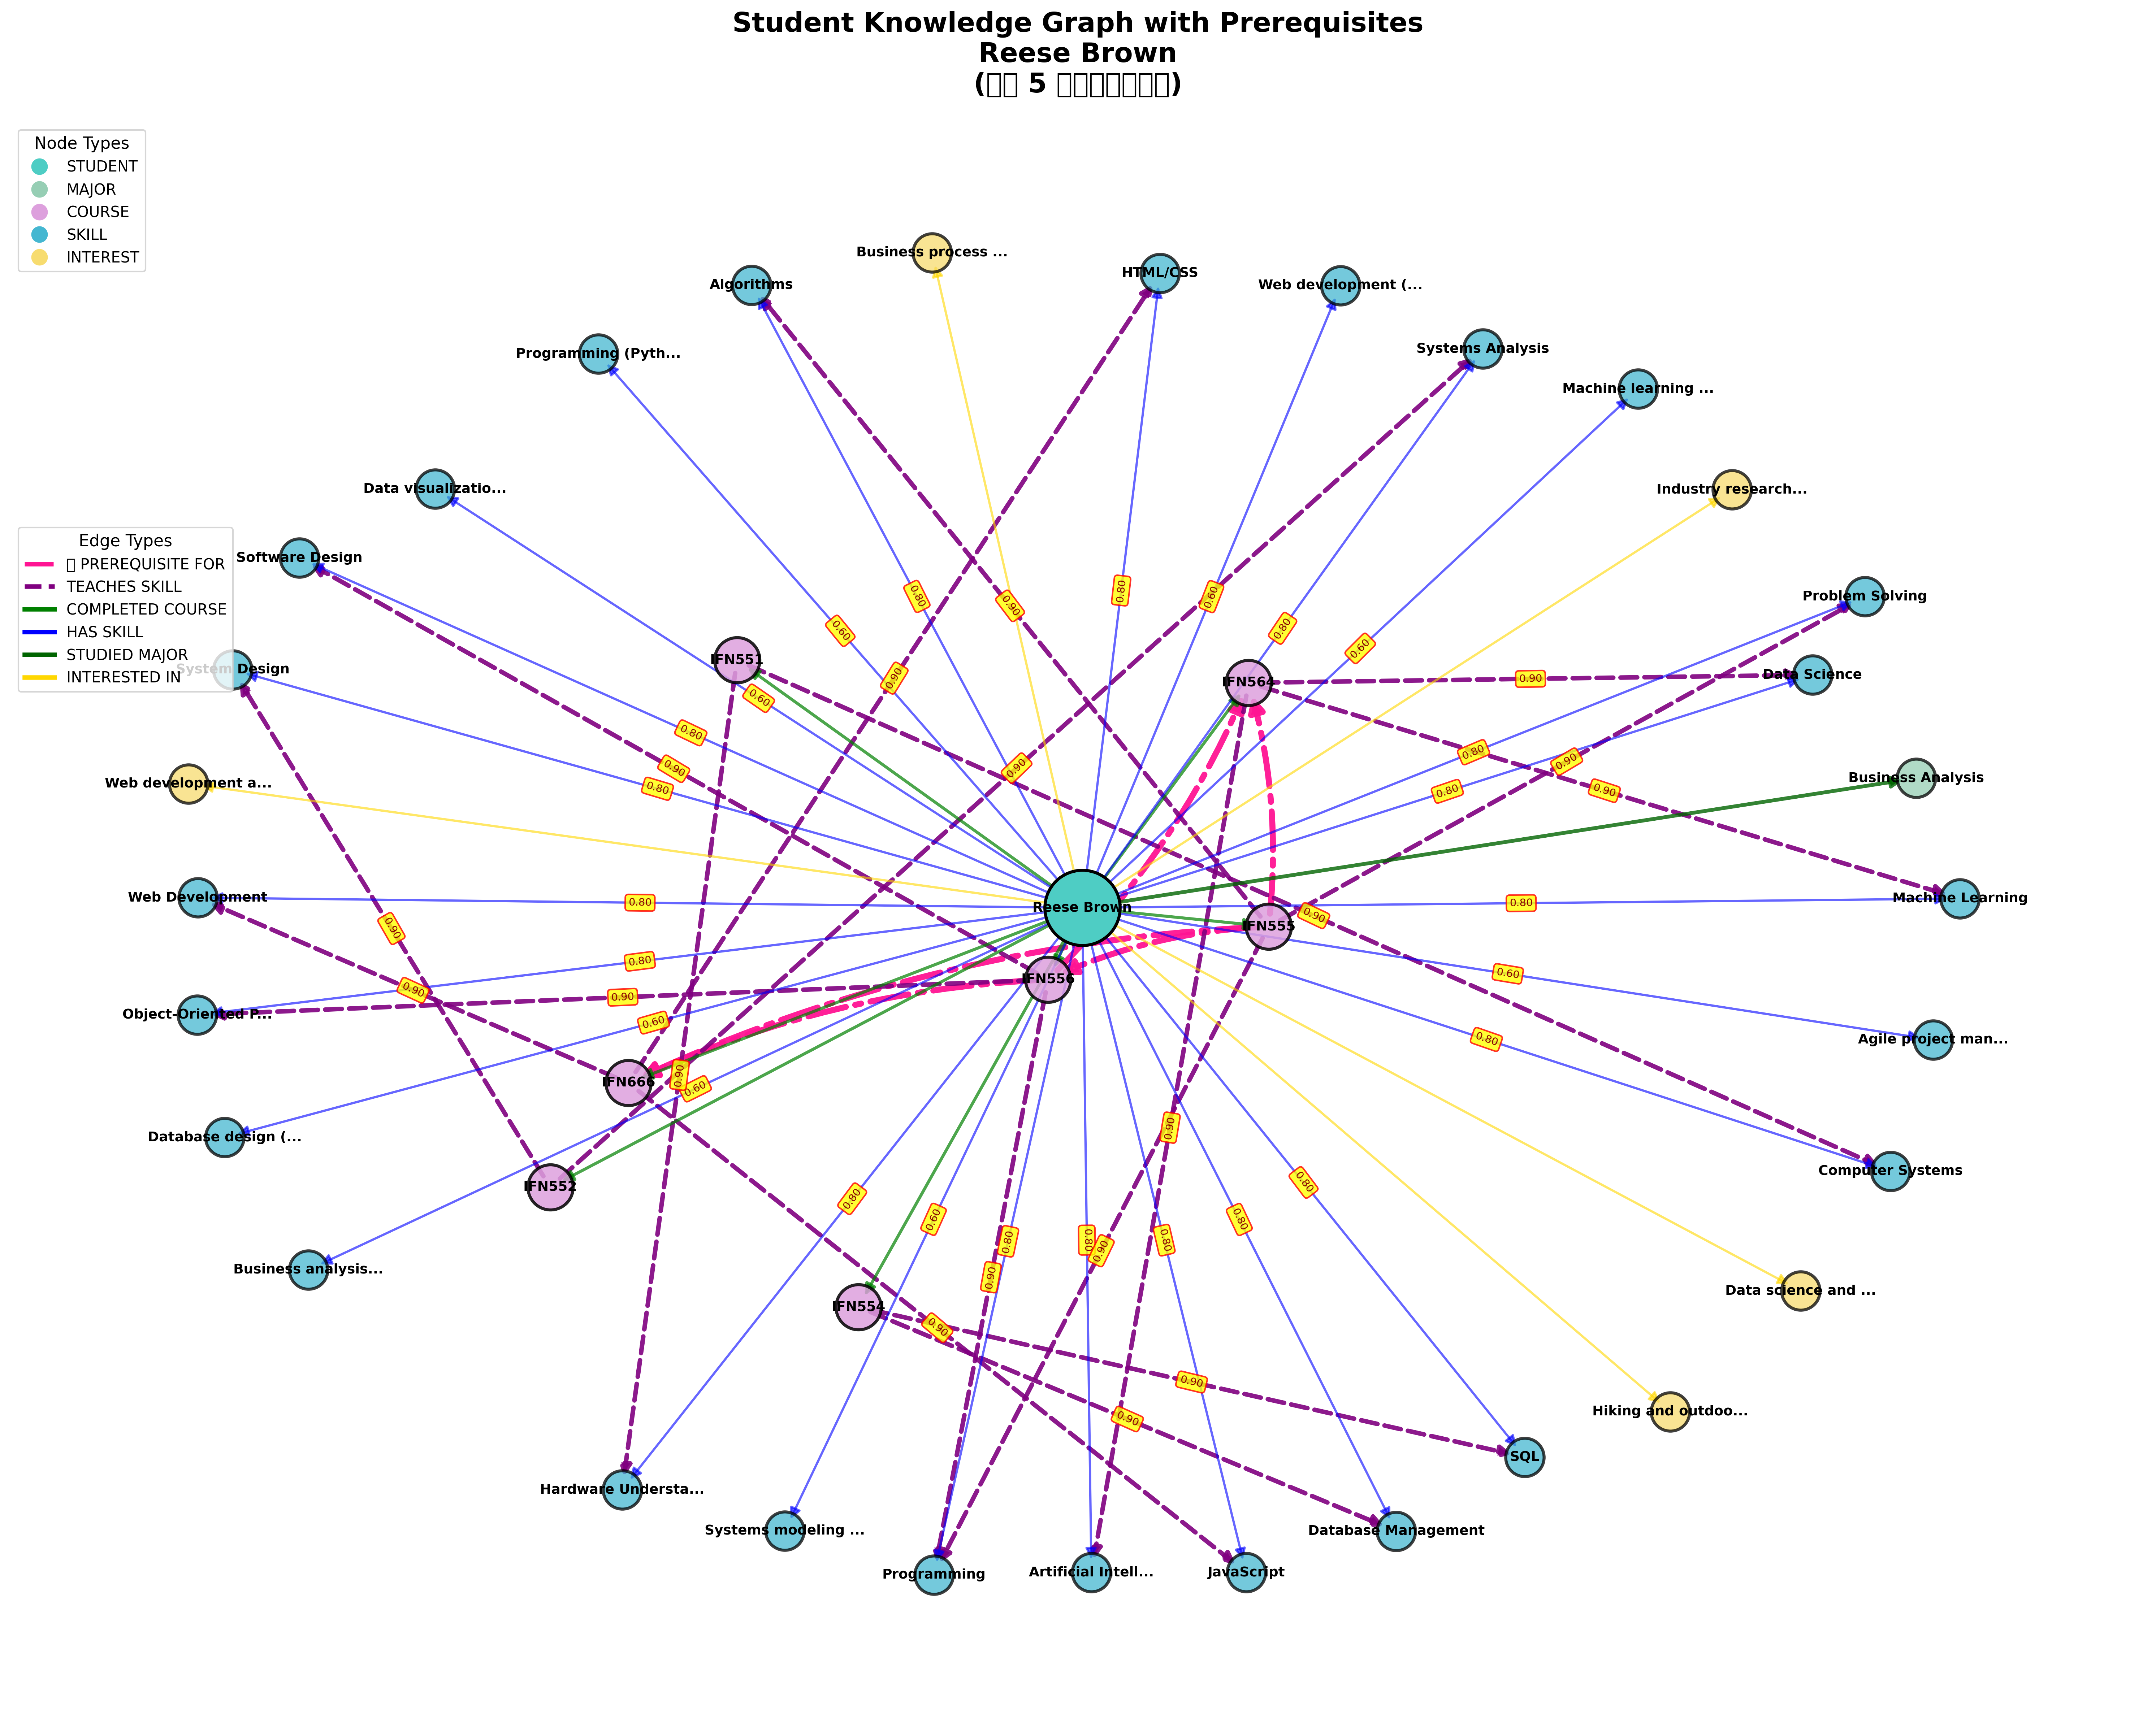 Student Knowledge Graph with Prerequisites
Reese Brown
(▯▯ 5 ▯▯▯▯▯▯▯)
Node Types
STUDENT
MAJOR
COURSE
SKILL
INTEREST
Edge Types
▯ PREREQUISITE FOR
TEACHES SKILL
COMPLETED COURSE
HAS SKILL
STUDIED MAJOR
INTERESTED IN
Business process ...
HTML/CSS
Algorithms
Web development (...
Systems Analysis
Programming (Pyth...
Machine learning ...
Data visualizatio...
Industry research...
Software Design
Problem Solving
System Design
IFN551
IFN564
Data Science
Web development a...
Business Analysis
Web Development
Reese Brown
Machine Learning
IFN555
IFN556
Object-Oriented P...
Agile project man...
IFN666
Database design (...
Computer Systems
IFN552
Business analysis...
Data science and ...
IFN554
Hiking and outdoo...
SQL
Hardware Understa...
Systems modeling ...
Database Management
Programming
Artificial Intell...
JavaScript
0.80
0.80
0.60
0.90
0.60
0.80
0.60
0.90
0.90
0.60
0.80
0.90
0.90
0.80
0.90
0.80
0.90
0.80
0.90
0.80
0.80
0.90
0.80
0.80
0.60
0.90
0.90
0.60
0.80
0.90
0.60
0.90
0.80
0.80
0.60
0.80
0.80
0.80
0.80
0.90
0.90
0.90
0.90
0.90